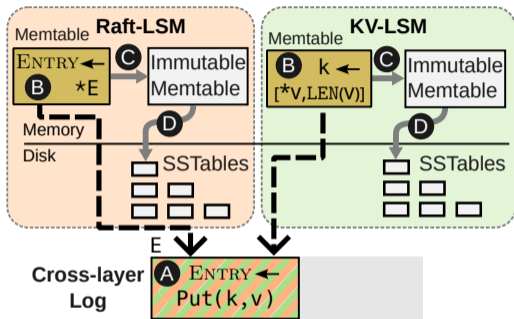 Raft-LSM
Memtable
ENTRY←
B *E
C
Immutable
Memtable
D
Memory
Disk
SSTables
KV-LSM
Memtable
B k ←
[*v,LEN(v)]
C
Immutable
Memtable
D
SSTables
E
Cross-layer
Log
A ENTRY←
Put(k,v)